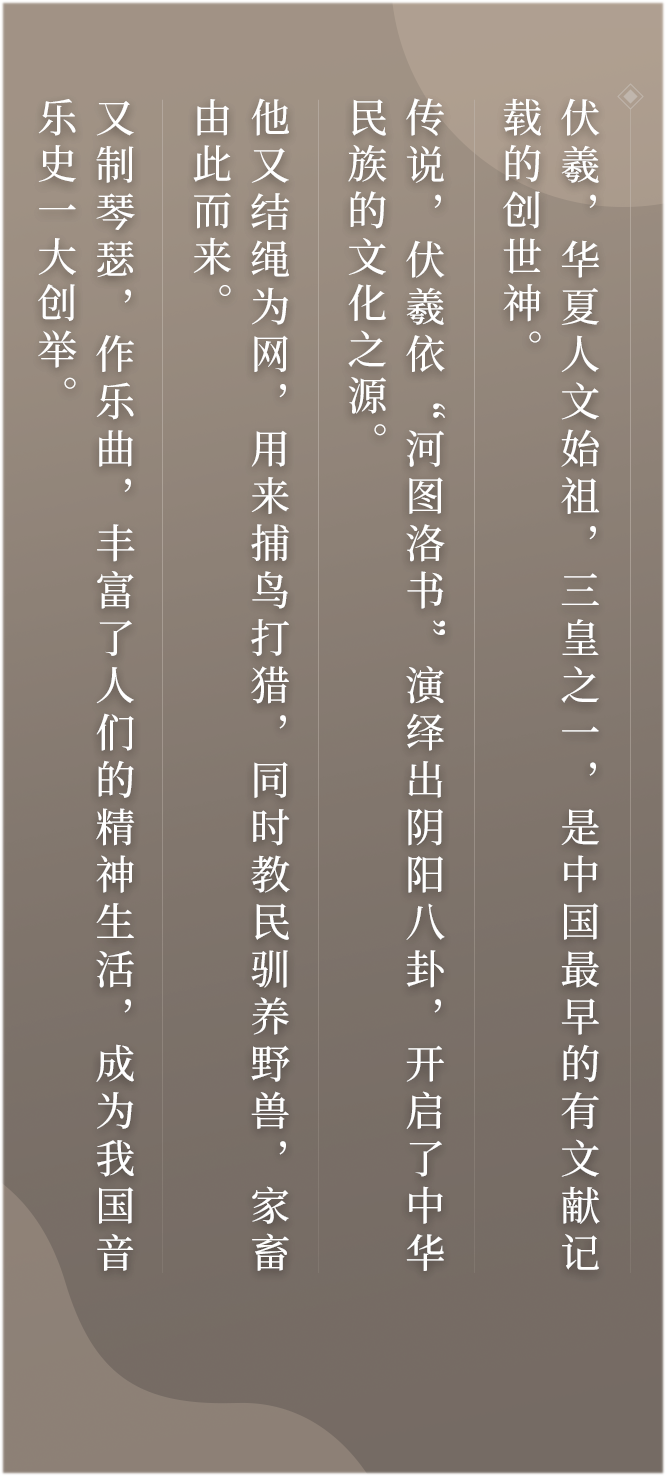 伏羲，华夏人文始祖，三皇之一，是中国最早的有文献记
载的创世神。
传说，伏羲依“河图洛书”演绎出阴阳八卦，开启了中华
民族的文化之源。
他又结绳为网，用来捕鸟打猎，同时教民驯养野兽，家畜
由此而来。
又制琴瑟，作乐曲，丰富了人们的精神生活，成为我国音
乐史一大创举。